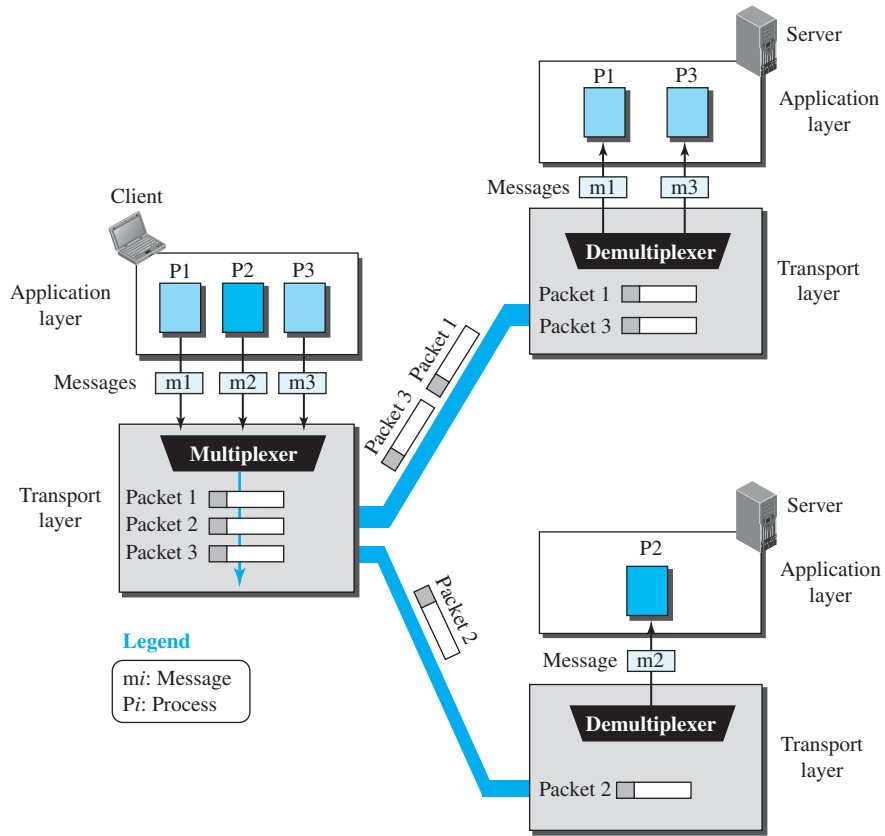 Server
P1 P3
Application
layer
Messages m1 m3
Client
Demultiplexer
P1 P2 P3
Transport
layer
Application
layer
Packet 1
Packet 3
Packet 1
Packet 3
Messages m1 m2 m3
Multiplexer
Transport
layer
Packet 1
Packet 2
Packet 3
Server
P2
Application
layer
Packet 2
Legend
mi: Message
Pi: Process
Message m2
Demultiplexer
Transport
layer
Packet 2